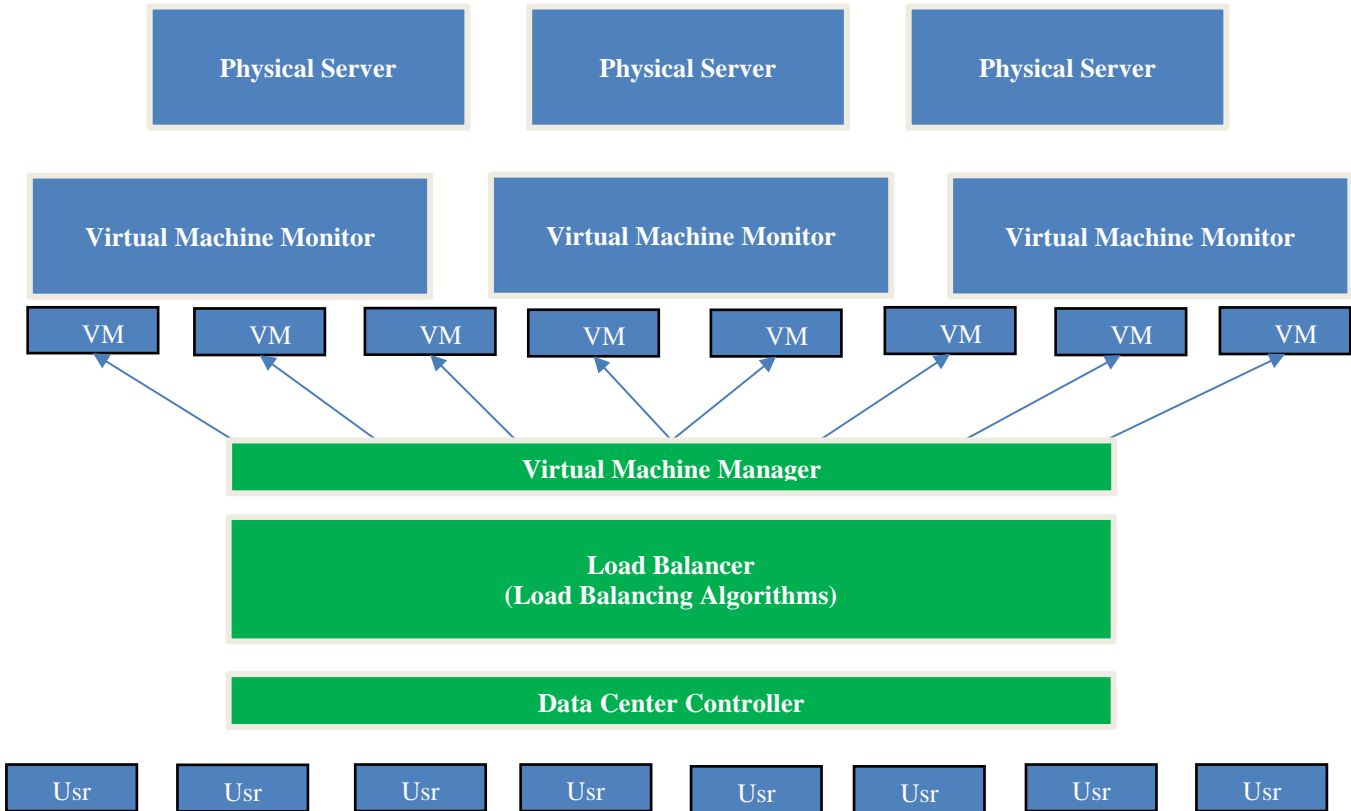 Physical Server
Physical Server
Physical Server
Virtual Machine Monitor
Virtual Machine Monitor
Virtual Machine Monitor
VM
VM
VM
VM
VM
VM
VM
VM
Virtual Machine Manager
Load Balancer
(Load Balancing Algorithms)
Data Center Controller
Usr
Usr
Usr
Usr
Usr
Usr
Usr
Usr